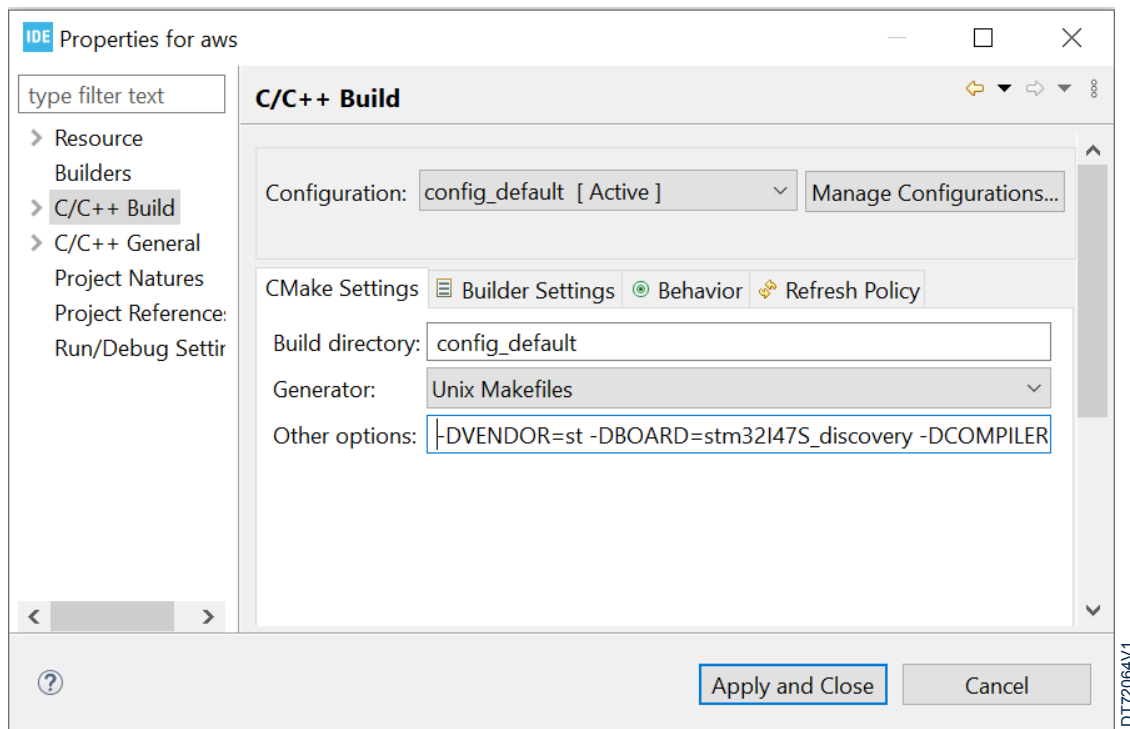 IDE Properties for aws
type filter text
C/C++ Build
Resource
Builders
C/C++ Build
C/C++ General
Project Natures
Project Reference:
Run/Debug Settir
Configuration: config_default [ Active ] Manage Configurations...
CMake Settings Builder Settings Behavior Refresh Policy
Build directory: config_default
Generator: Unix Makefiles
Other options: -DVENDOR=st -DBOARD=stm32l47S_discovery -DCOMPILER
Apply and Close Cancel
DT72064V1